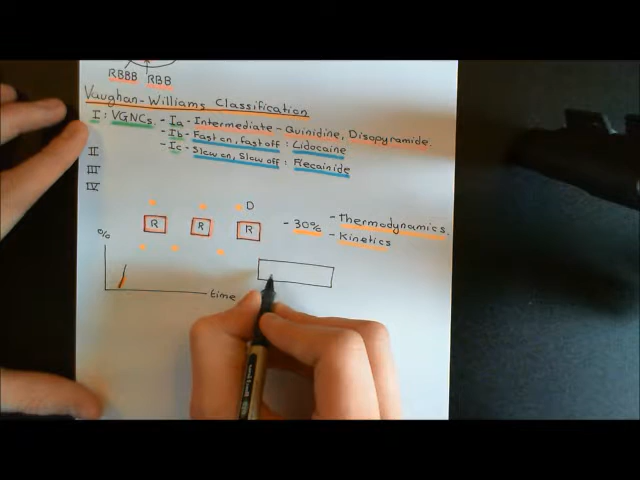 RBBB RBB
Vaughan-Williams Classification
I: VGNCs - Ia - Intermediate - Quinidine, Disopyramide.
- Ib - Fast on, fast off: Lidocaine
- Ic - Slow on, Slow off: Flecainide
II
III
IV
D
R R R
- 30% - Thermodynamics.
- Kinetics
%
time